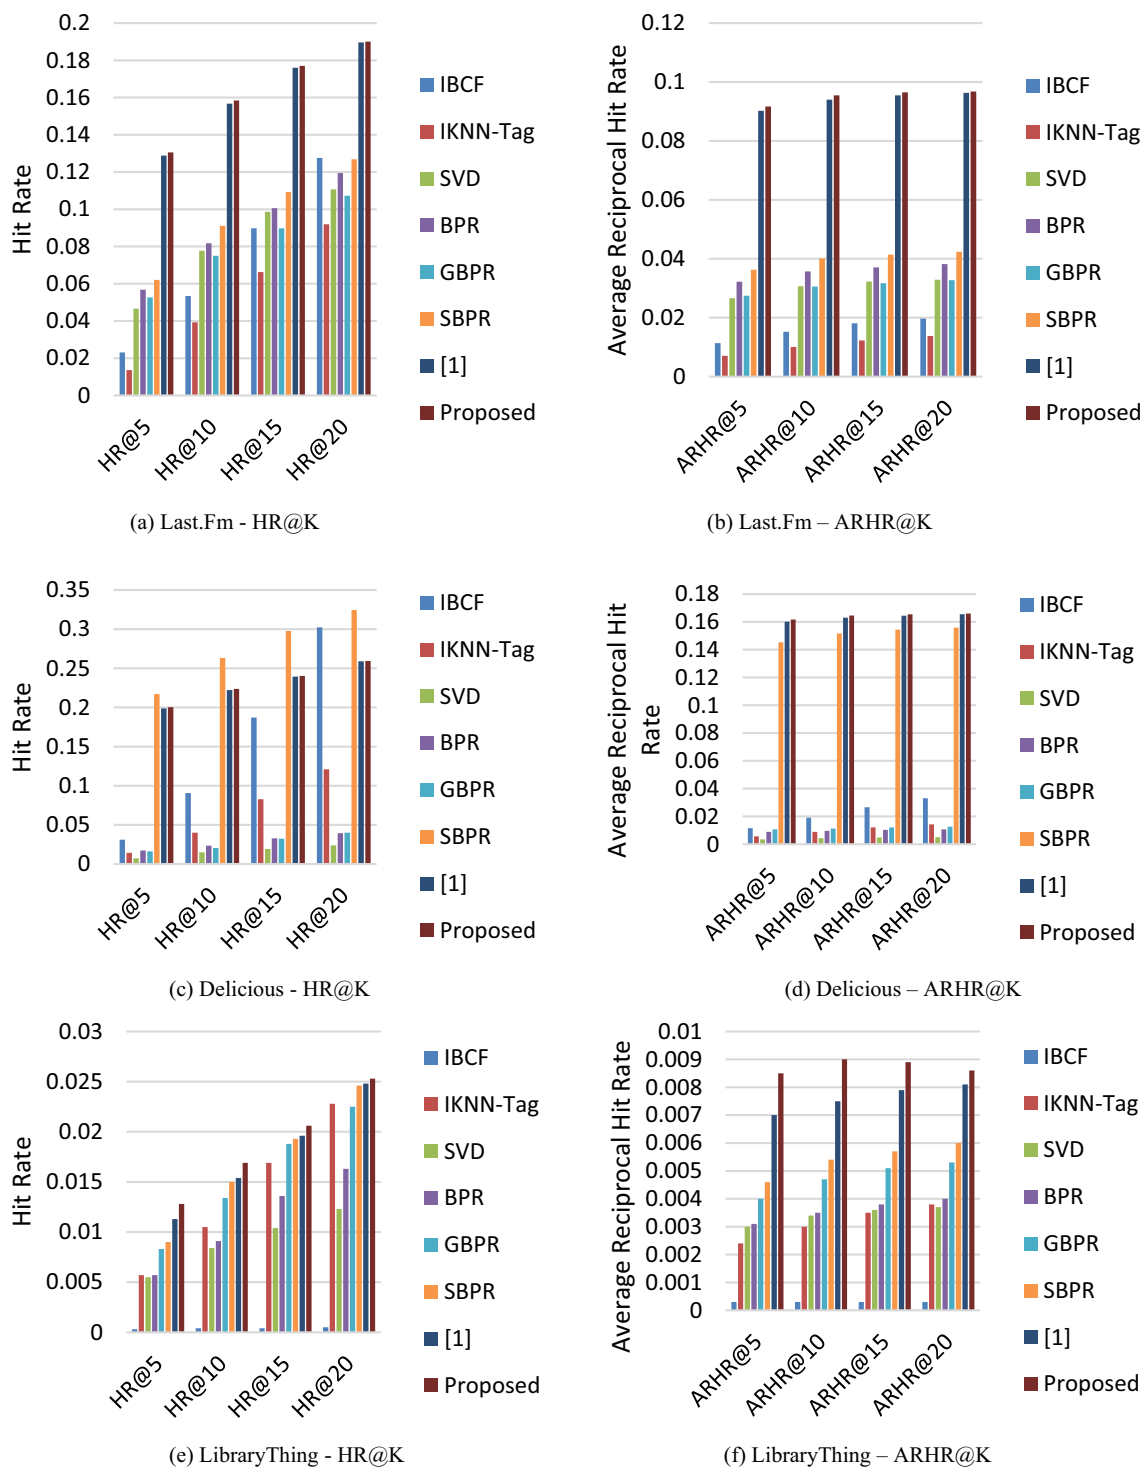 0.2
0.18
0.16
0.14
0.12
0.1
0.08
0.06
0.04
0.02
0
Hit Rate
HR@5
HR@10
HR@15
HR@20
IBCF
IKNN-Tag
SVD
BPR
GBPR
SBPR
[1]
Proposed
(a) Last.Fm - HR@K
0.12
0.1
0.08
0.06
0.04
0.02
0
Average Reciprocal Hit Rate
ARHR@5
ARHR@10
ARHR@15
ARHR@20
IBCF
IKNN-Tag
SVD
BPR
GBPR
SBPR
[1]
Proposed
(b) Last.Fm – ARHR@K
0.35
0.3
0.25
0.2
0.15
0.1
0.05
0
Hit Rate
HR@5
HR@10
HR@15
HR@20
IBCF
IKNN-Tag
SVD
BPR
GBPR
SBPR
[1]
Proposed
(c) Delicious - HR@K
0.18
0.16
0.14
0.12
0.1
0.08
0.06
0.04
0.02
0
Average Reciprocal Hit
Rate
ARHR@5
ARHR@10
ARHR@15
ARHR@20
IBCF
IKNN-Tag
SVD
BPR
GBPR
SBPR
[1]
Proposed
(d) Delicious – ARHR@K
0.03
0.025
0.02
0.015
0.01
0.005
0
Hit Rate
HR@5
HR@10
HR@15
HR@20
IBCF
IKNN-Tag
SVD
BPR
GBPR
SBPR
[1]
Proposed
(e) LibraryThing - HR@K
0.01
0.009
0.008
0.007
0.006
0.005
0.004
0.003
0.002
0.001
0
Average Reciprocal Hit Rate
ARHR@5
ARHR@10
ARHR@15
ARHR@20
IBCF
IKNN-Tag
SVD
BPR
GBPR
SBPR
[1]
Proposed
(f) LibraryThing – ARHR@K